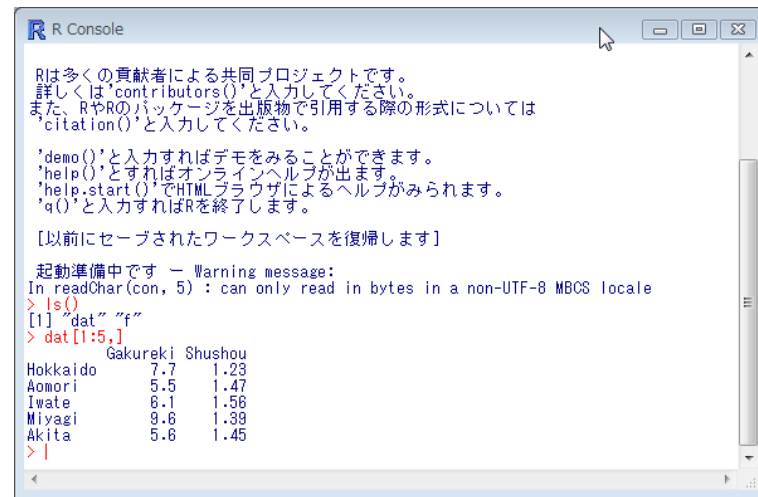 R Console
Rは多くの貢献者による共同プロジェクトです。
詳しくは'contributors()'と入力してください。
また、RやRのパッケージを出版物で引用する際の形式については
'citation()'と入力してください。
'demo()'と入力すればデモをみることができます。
'help()'とすればオンラインヘルプが出ます。
'help.start()'でHTMLブラウザによるヘルプがみられます。
'q()'と入力すればRを終了します。
[以前にセーブされたワークスペースを復帰します]
起動準備中です － Warning message:
In readChar(con, 5) : can only read in bytes in a non-UTF-8 MBCS locale
> ls()
[1] "dat" "f"
> dat[1:5,]
Gakureki Shushou
Hokkaido 7.7 1.23
Aomori 5.5 1.47
Iwate 6.1 1.56
Miyagi 9.6 1.39
Akita 5.6 1.45
>